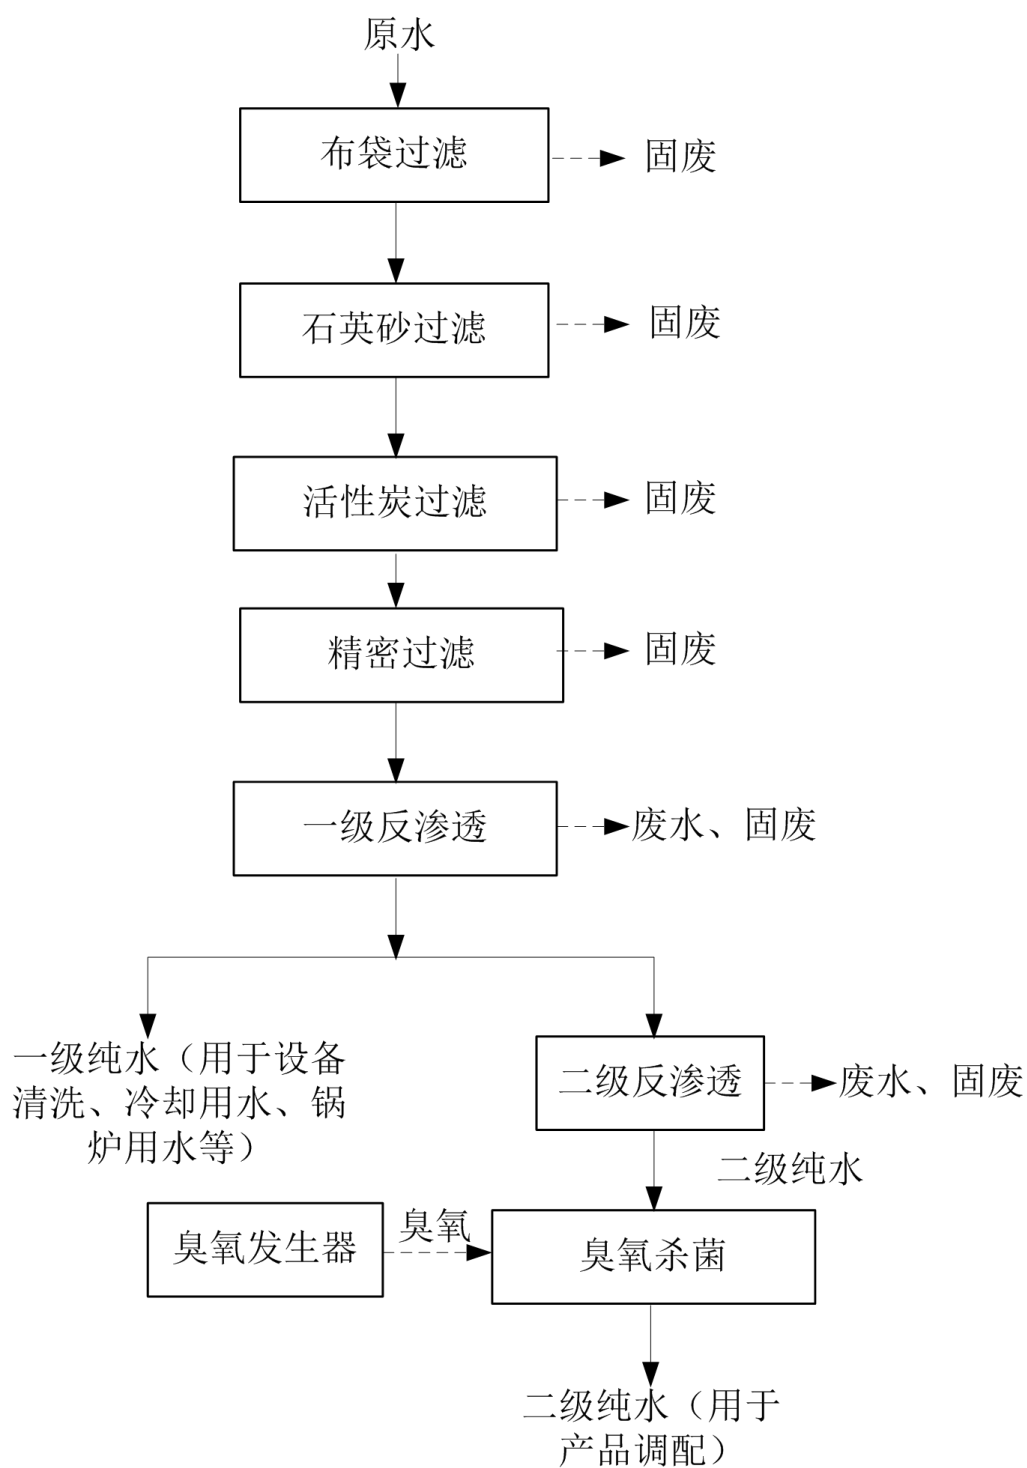 原水
布袋过滤
固废
石英砂过滤
固废
活性炭过滤
固废
精密过滤
固废
一级反渗透
废水、固废
一级纯水（用于设备
清洗、冷却用水、锅
炉用水等）
二级反渗透
废水、固废
二级纯水
臭氧发生器
臭氧
臭氧杀菌
二级纯水（用于
产品调配）